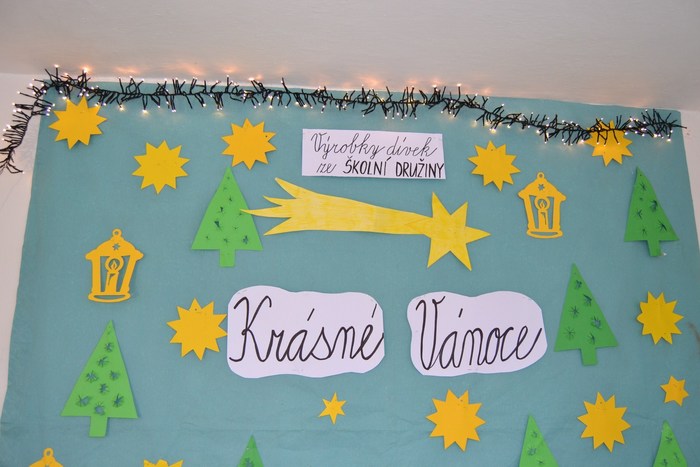 Výrobky dívek
ze ŠKOLNÍ DRUŽINY
Krásné Vánoce